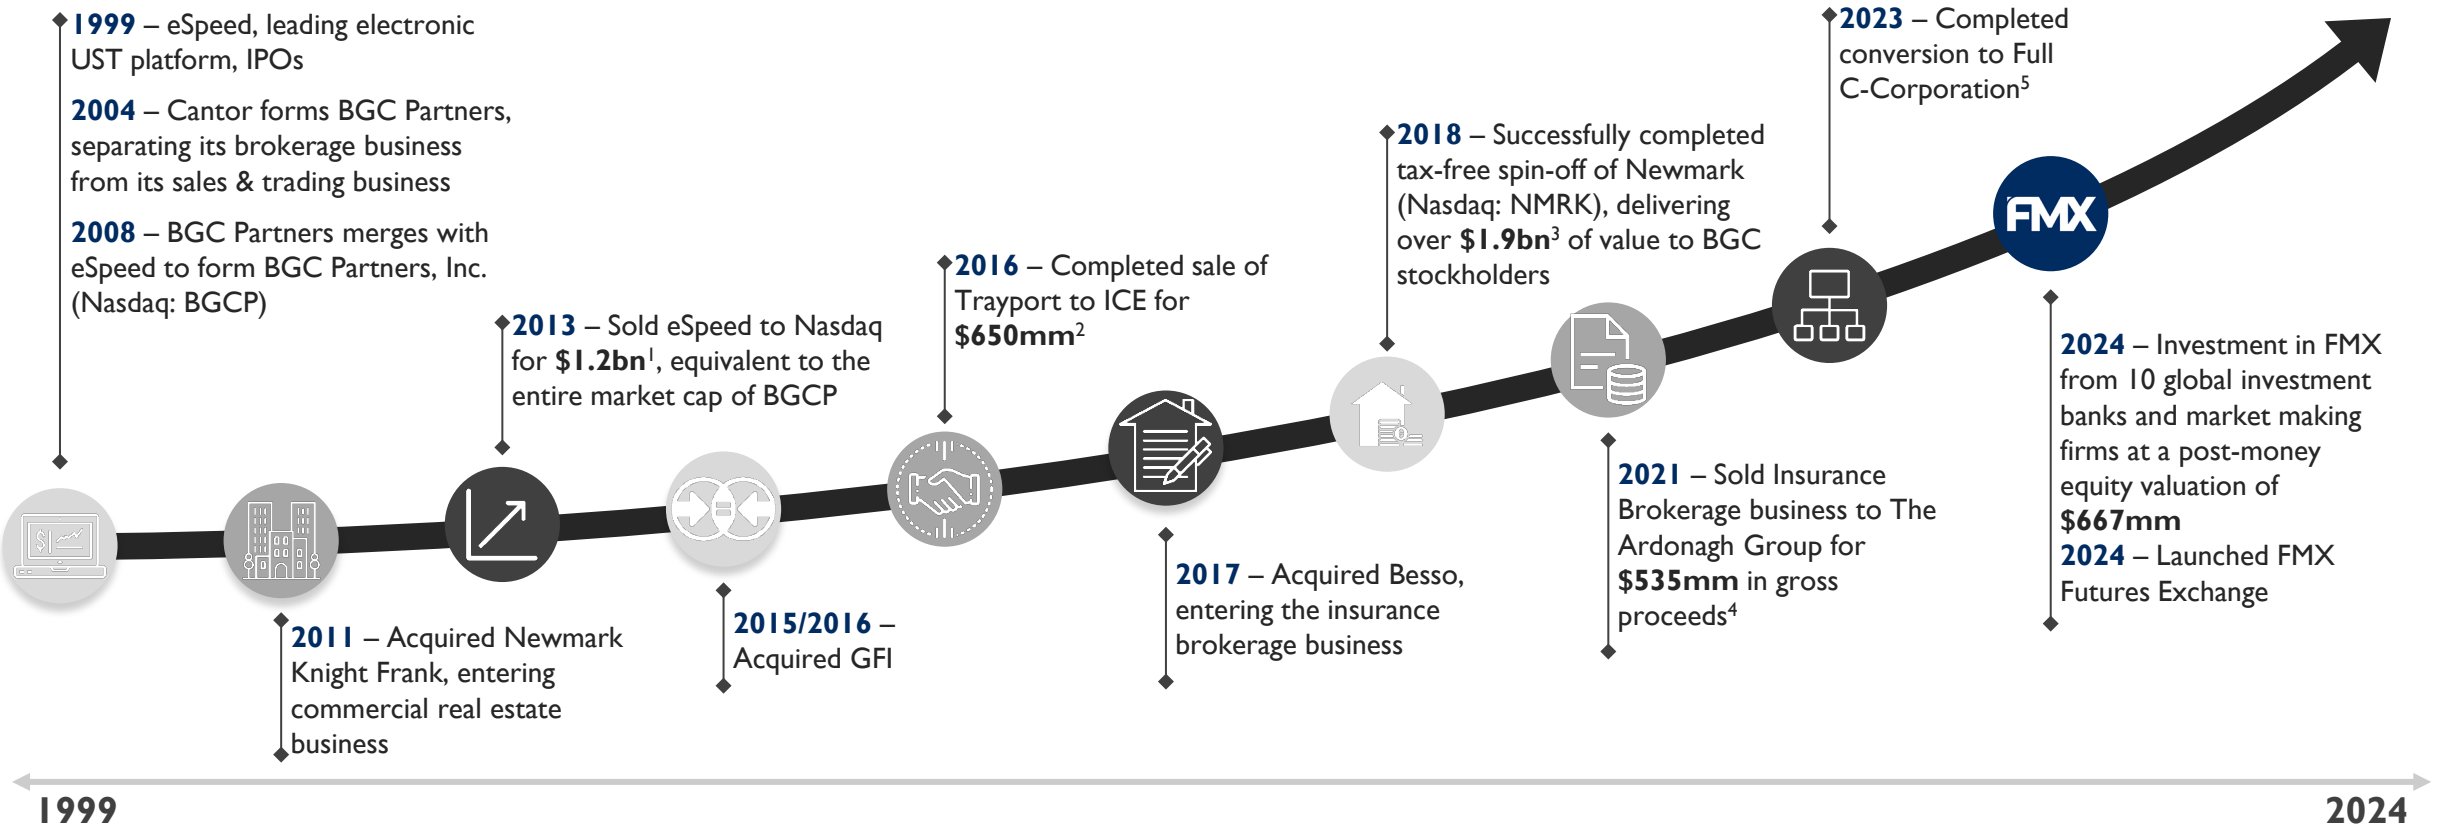 1999 – eSpeed, leading electronic
UST platform, IPOs
2004 – Cantor forms BGC Partners,
separating its brokerage business
from its sales & trading business
2008 – BGC Partners merges with
eSpeed to form BGC Partners, Inc.
(Nasdaq: BGCP)
2011 – Acquired Newmark
Knight Frank, entering
commercial real estate
business
2013 – Sold eSpeed to Nasdaq
for $1.2bn¹, equivalent to the
entire market cap of BGCP
2015/2016 –
Acquired GFI
2016 – Completed sale of
Trayport to ICE for
$650mm²
2017 – Acquired Besso,
entering the insurance
brokerage business
2018 – Successfully completed
tax-free spin-off of Newmark
(Nasdaq: NMRK), delivering
over $1.9bn³ of value to BGC
stockholders
2021 – Sold Insurance
Brokerage business to The
Ardonagh Group for
$535mm in gross
proceeds⁴
2023 – Completed
conversion to Full
C-Corporation⁵
FMX
2024 – Investment in FMX
from 10 global investment
banks and market making
firms at a post-money
equity valuation of
$667mm
2024 – Launched FMX
Futures Exchange
$
1999
2024